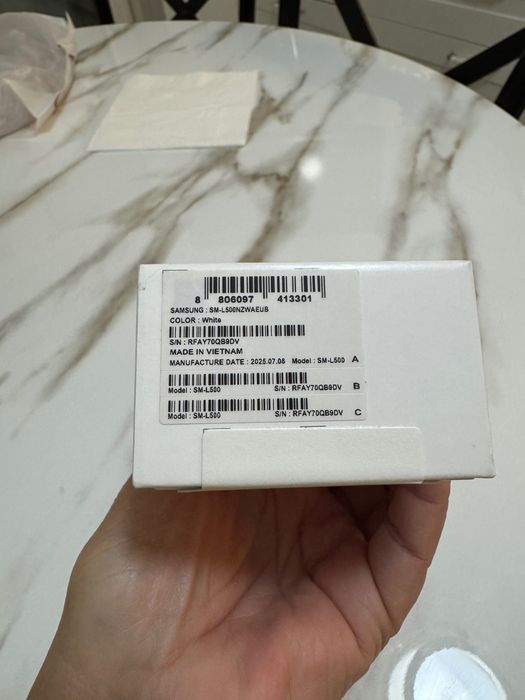 8 806097 413301
SAMSUNG : SM-L500NZWAEUB
COLOR : White
S/N : RFAY70QB9DV
MADE IN VIETNAM
MANUFACTURE DATE : 2025.07.08 Model : SM-L500 A
Model : SM-L500 S/N : RFAY70QB9DV B
Model : SM-L500 S/N : RFAY70QB9DV C